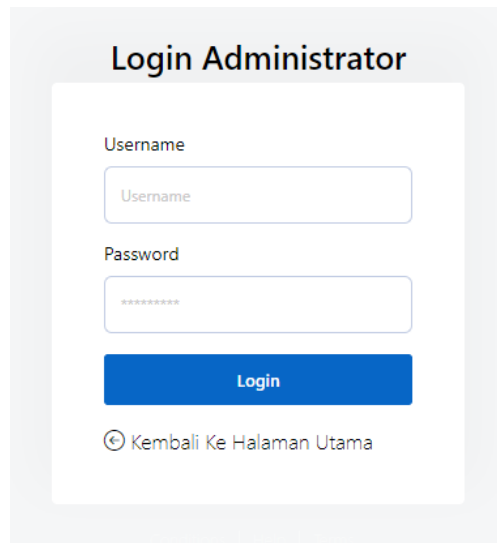 Login Administrator
Username
Username
Password
*********
Login
Kembali Ke Halaman Utama